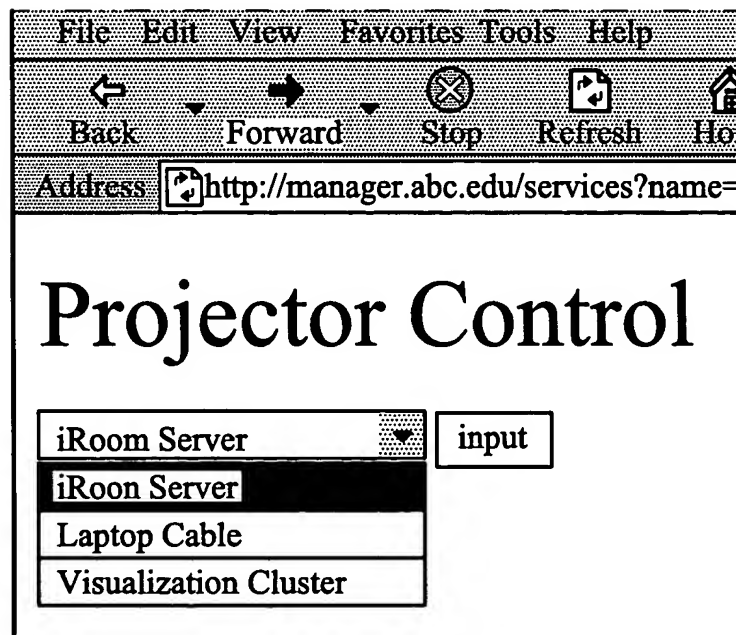 File Edit View Favorites Tools Help
Back Forward Stop Refresh Ho
Address http://manager.abc.edu/services?name=
Projector Control
iRoom Server input
iRoon Server
Laptop Cable
Visualization Cluster